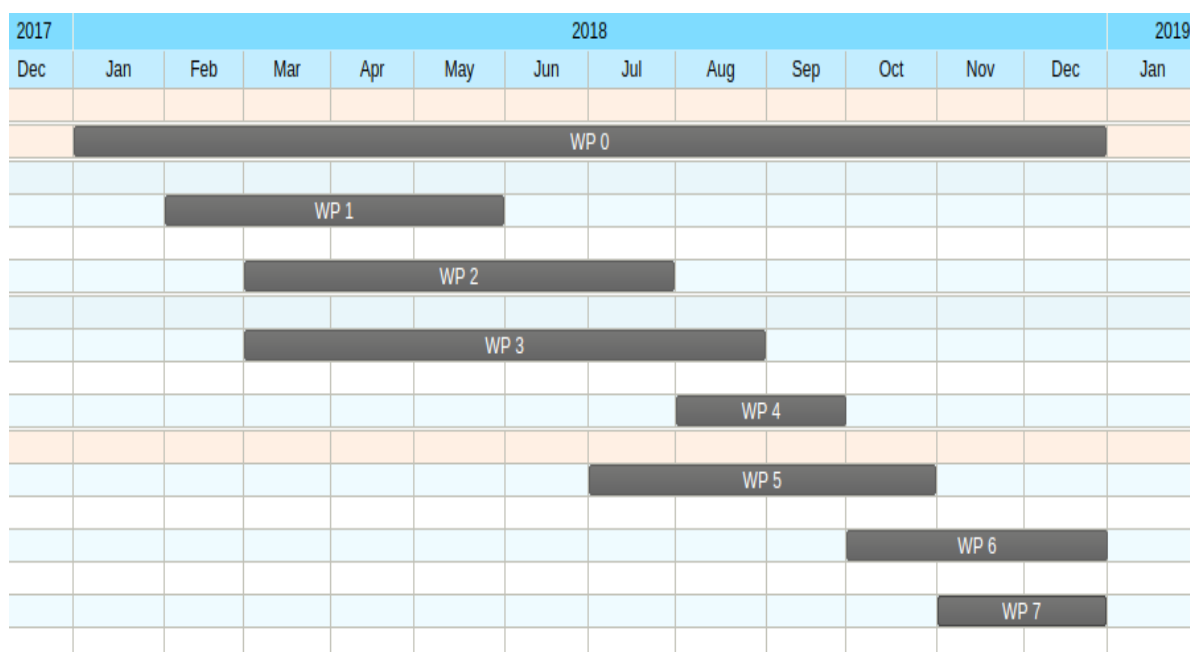 2017 2018 2019
Dec Jan Feb Mar Apr May Jun Jul Aug Sep Oct Nov Dec Jan
WP 0
WP 1
WP 2
WP 3
WP 4
WP 5
WP 6
WP 7